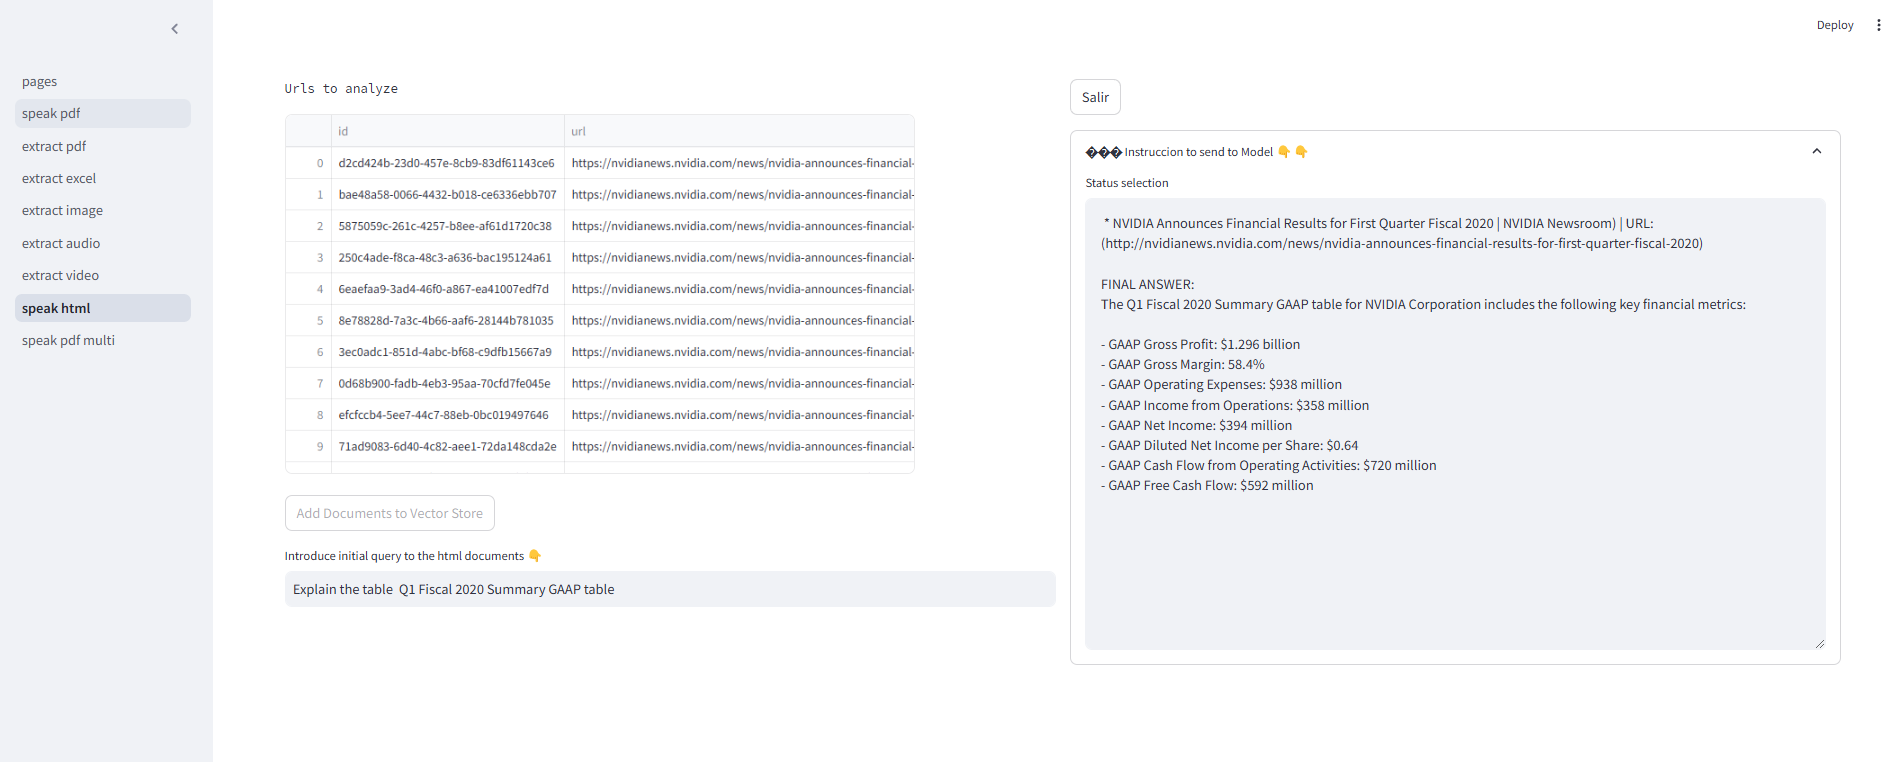 Deploy
pages
speak pdf
extract pdf
extract excel
extract image
extract audio
extract video
speak html
speak pdf multi
Urls to analyze
id url
0 d2cd424b-23d0-457e-8cb9-83df61143ce6 https://nvidianews.nvidia.com/news/nvidia-announces-financial-
1 bae48a58-0066-4432-b018-ce6336ebb707 https://nvidianews.nvidia.com/news/nvidia-announces-financial-
2 5875059c-261c-4257-b8ee-af61d1720c38 https://nvidianews.nvidia.com/news/nvidia-announces-financial-
3 250c4ade-f8ca-48c3-a636-bac195124a61 https://nvidianews.nvidia.com/news/nvidia-announces-financial-
4 6eaefaa9-3ad4-46f0-a867-ea41007edf7d https://nvidianews.nvidia.com/news/nvidia-announces-financial-
5 8e78828d-7a3c-4b66-aaf6-28144b781035 https://nvidianews.nvidia.com/news/nvidia-announces-financial-
6 3ec0adc1-851d-4abc-bf68-c9dfb15667a9 https://nvidianews.nvidia.com/news/nvidia-announces-financial-
7 0d68b900-fadb-4eb3-95aa-70cfd7fe045e https://nvidianews.nvidia.com/news/nvidia-announces-financial-
8 efcfccb4-5ee7-44c7-88eb-0bc019497646 https://nvidianews.nvidia.com/news/nvidia-announces-financial-
9 71ad9083-6d40-4c82-aee1-72da148cda2e https://nvidianews.nvidia.com/news/nvidia-announces-financial-
Add Documents to Vector Store
Introduce initial query to the html documents 👇
Explain the table  Q1 Fiscal 2020 Summary GAAP table
Salir
���Instruccion to send to Model 👇 👇
Status selection
* NVIDIA Announces Financial Results for First Quarter Fiscal 2020 | NVIDIA Newsroom) | URL:
(http://nvidianews.nvidia.com/news/nvidia-announces-financial-results-for-first-quarter-fiscal-2020)
FINAL ANSWER:
The Q1 Fiscal 2020 Summary GAAP table for NVIDIA Corporation includes the following key financial metrics:
- GAAP Gross Profit: $1.296 billion
- GAAP Gross Margin: 58.4%
- GAAP Operating Expenses: $938 million
- GAAP Income from Operations: $358 million
- GAAP Net Income: $394 million
- GAAP Diluted Net Income per Share: $0.64
- GAAP Cash Flow from Operating Activities: $720 million
- GAAP Free Cash Flow: $592 million